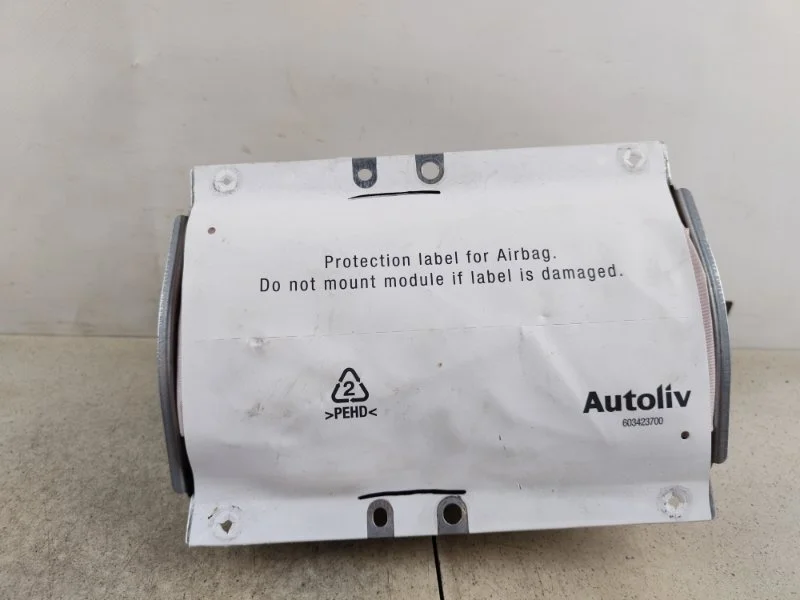 Protection label for Airbag.
Do not mount module if label is damaged.
2
>PEHD<
Autoliv
603423700